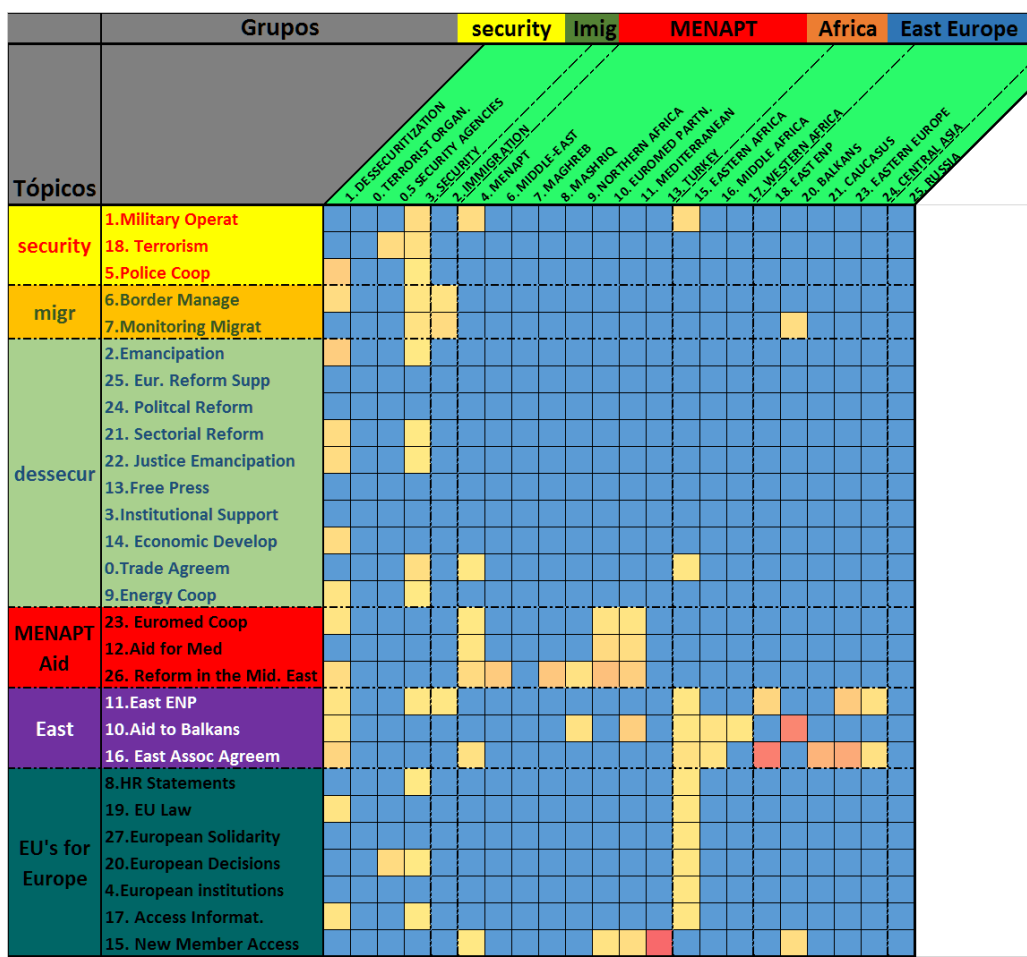 Grupos
security
Imig
MENAPT
Africa
East Europe
Tópicos
1. DESSECURITIZATION
0. TERRORIST ORGAN.
0,5 SECURITY AGENCIES
3. SECURITY
2. IMMIGRATION
4. MENAPT
6. MIDDLE-EAST
7. MAGHREB
8. MASHRIQ
9. NORTHERN AFRICA
10. EUROMED PARTN.
11. MEDITERRANEAN
13. TURKEY
15. EASTERN AFRICA
16. MIDDLE AFRICA
17. WESTERN AFRICA
18. EAST ENP
20. BALKANS
21. CAUCASUS
23. EASTERN EUROPE
24. CENTRAL ASIA
25. RUSSIA
security
1.Military Operat
18. Terrorism
5.Police Coop
migr
6.Border Manage
7.Monitoring Migrat
dessecur
2.Emancipation
25. Eur. Reform Supp
24. Politcal Reform
21. Sectorial Reform
22. Justice Emancipation
13.Free Press
3.Institutional Support
14. Economic Develop
0.Trade Agreem
9.Energy Coop
MENAPT
Aid
23. Euromed Coop
12.Aid for Med
26. Reform in the Mid. East
East
11.East ENP
10.Aid to Balkans
16. East Assoc Agreem
EU's for
Europe
8.HR Statements
19. EU Law
27.European Solidarity
20.European Decisions
4.European institutions
17. Access Informat.
15. New Member Access